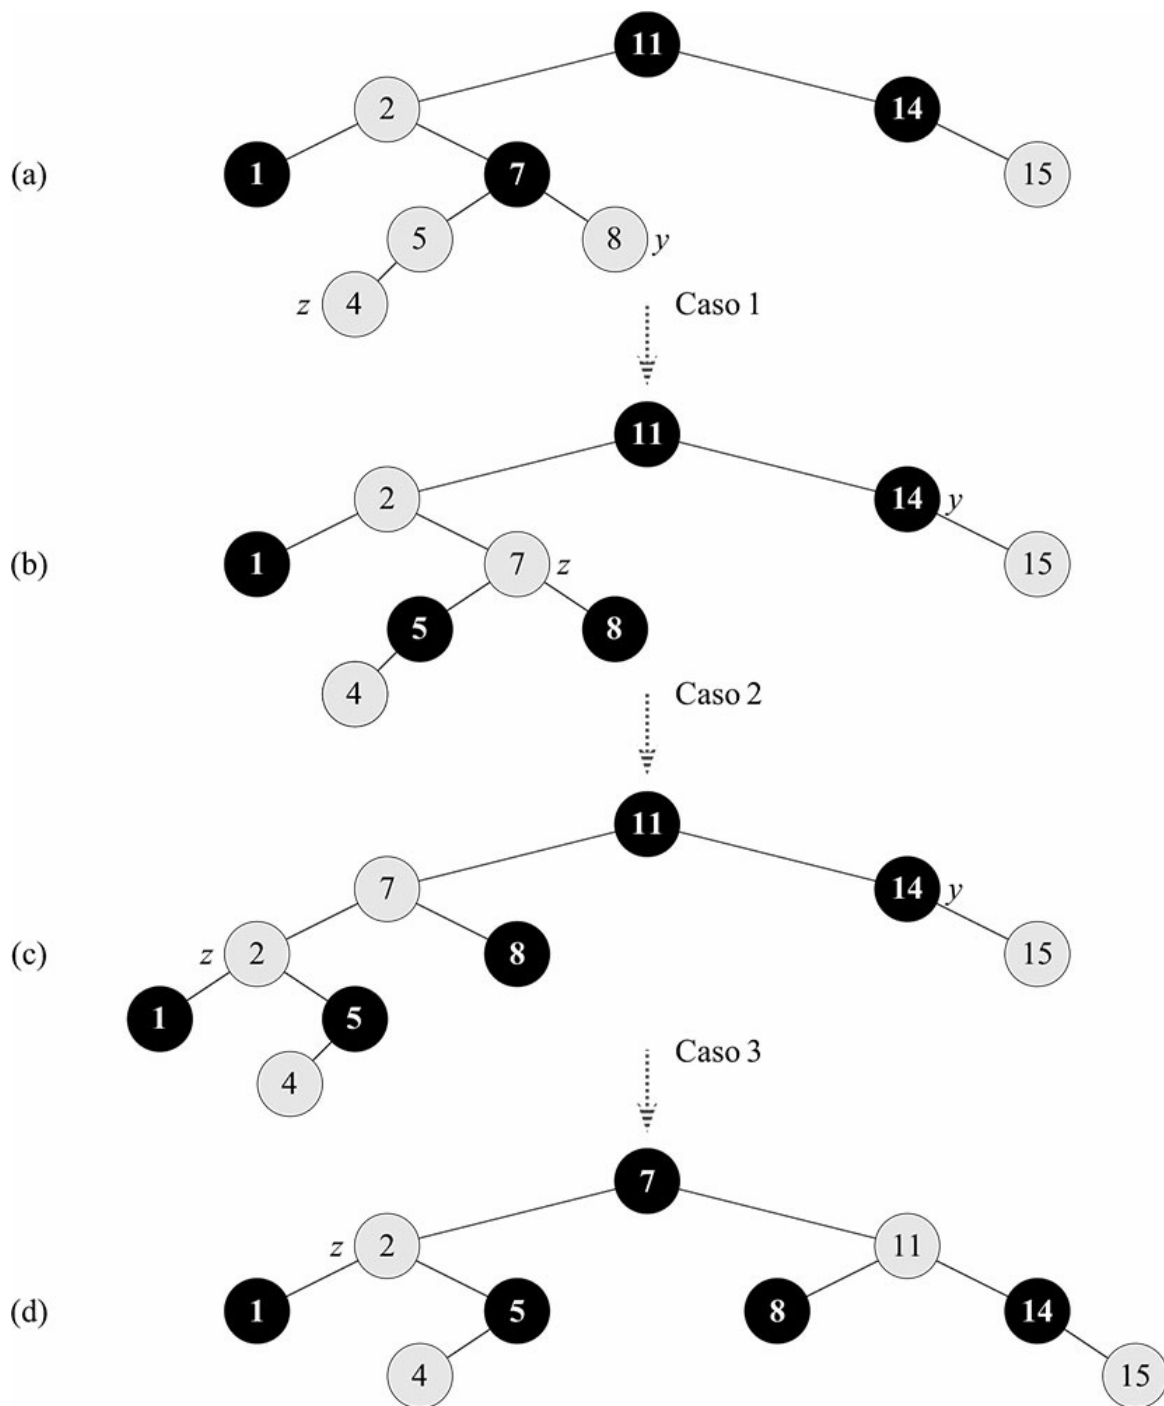 11
2 14
(a) 1 7 15
5 8 y
z 4 Caso 1
11
2 14 y
(b) 1 7 z 15
5 8
4 Caso 2
11
7 14 y
(c) z 2 8 15
1 5
Caso 3
4
7
z 2 11
(d) 1 5 8 14
4 15